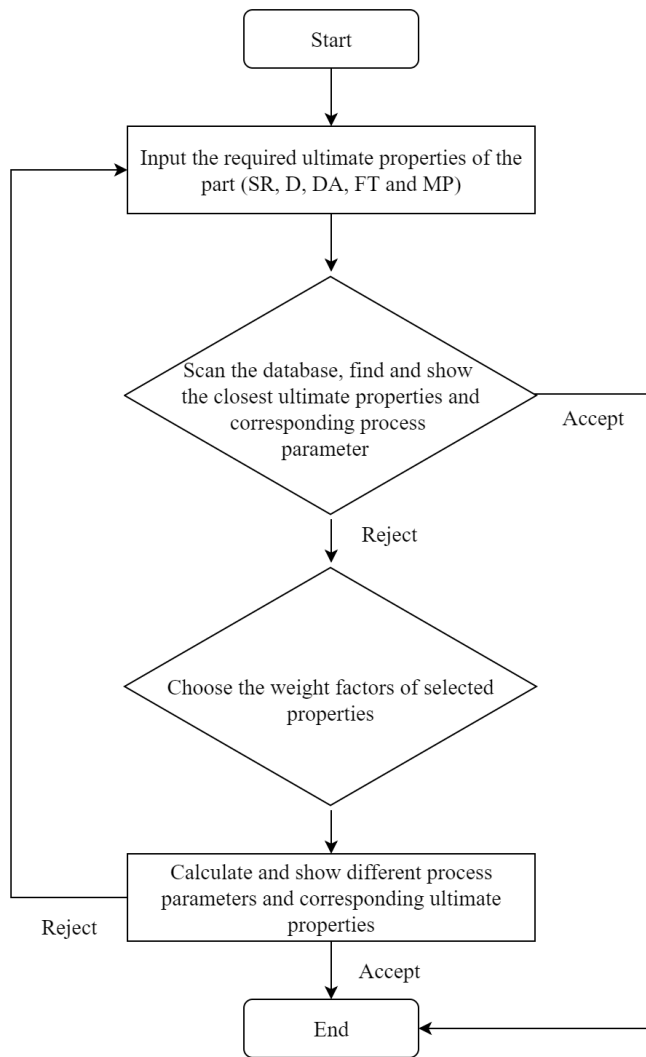 Start
Input the required ultimate properties of the
part (SR, D, DA, FT and MP)
Scan the database, find and show
the closest ultimate properties and
corresponding process
parameter
Accept
Reject
Choose the weight factors of selected
properties
Calculate and show different process
parameters and corresponding ultimate
properties
Reject
Accept
End